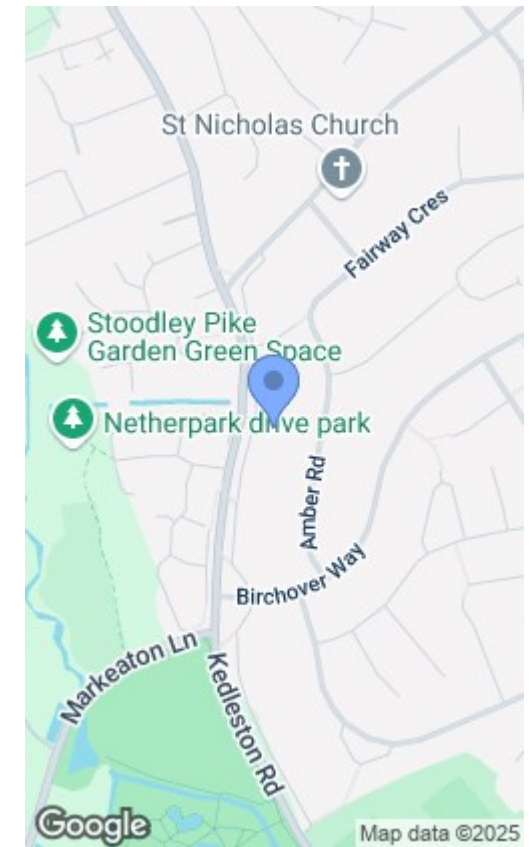 St Nicholas Church
Fairway Cres
Stoodley Pike
Garden Green Space
Netherpark drive park
Amber Rd
Birchover Way
Markeaton Ln
Kedleston Rd
Google
Map data ©2025